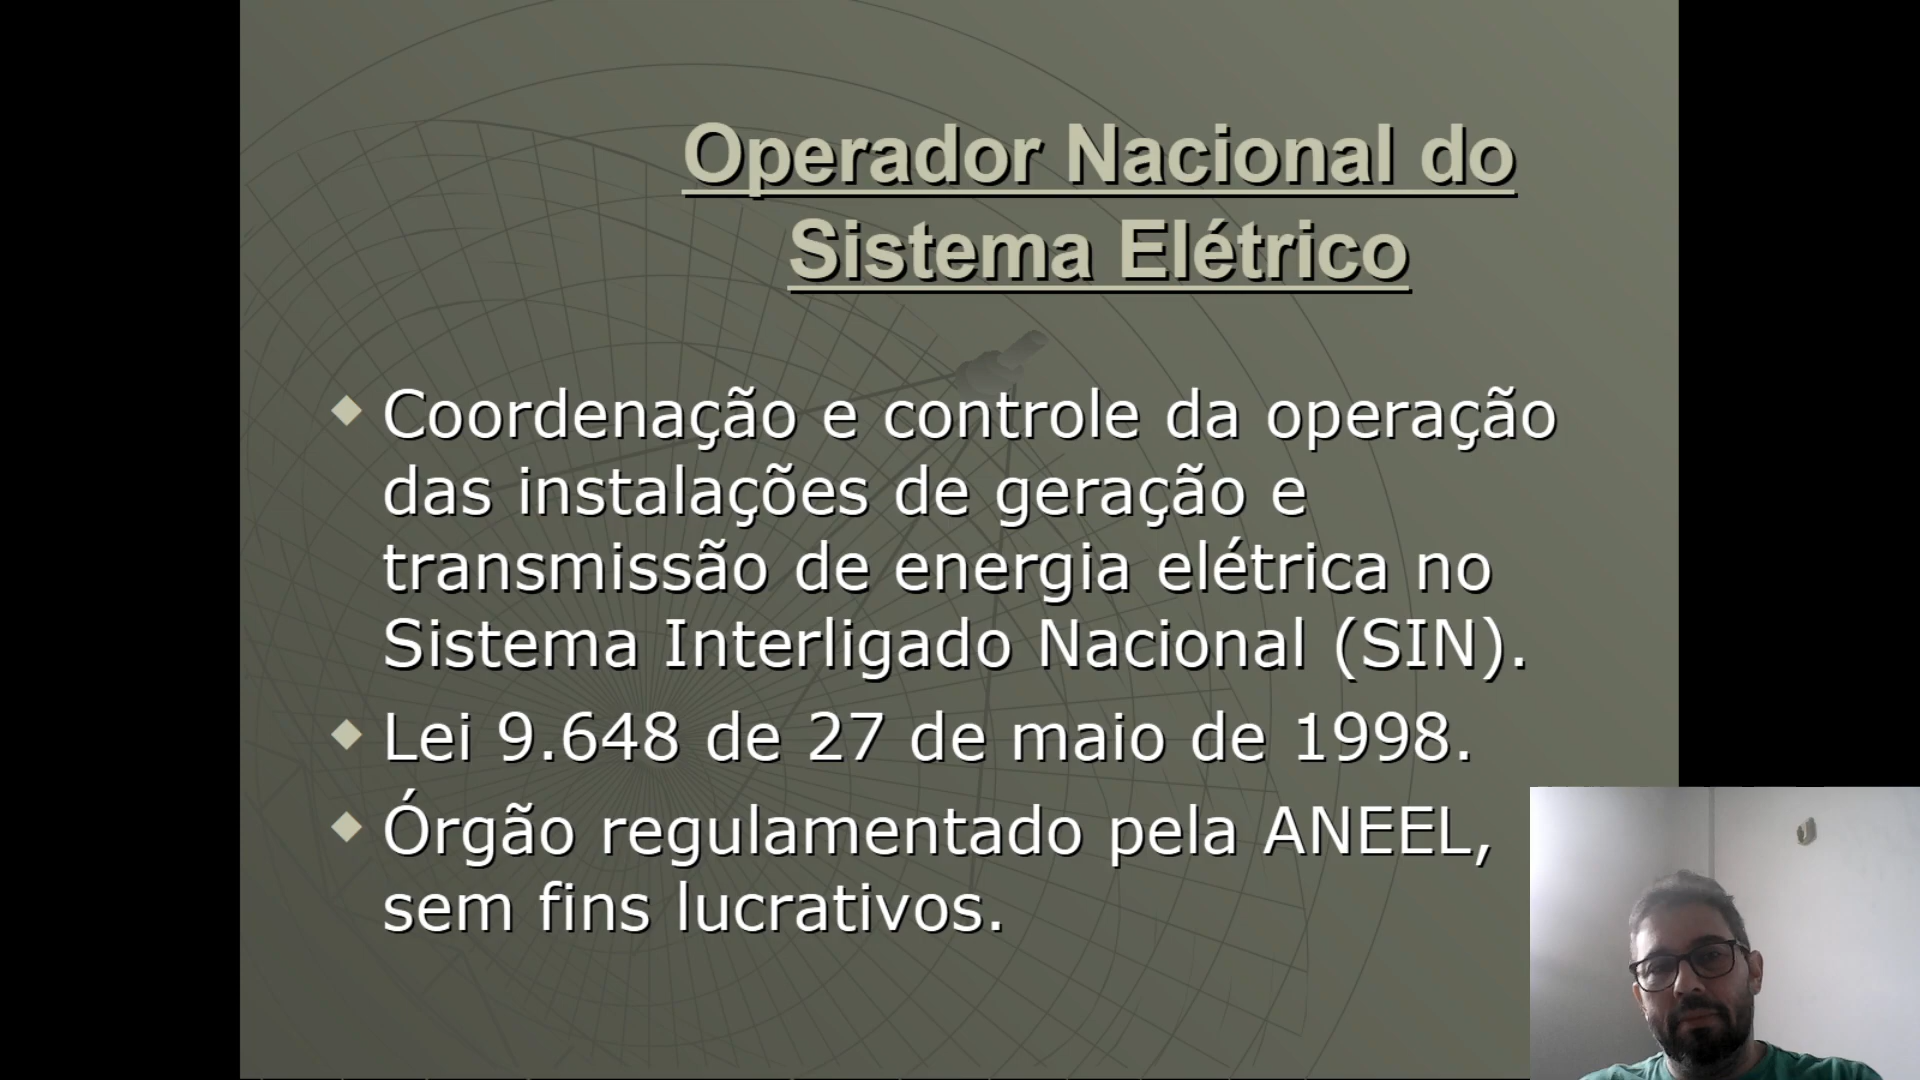 Operador Nacional do
Sistema Elétrico
Coordenação e controle da operação
das instalações de geração e
transmissão de energia elétrica no
Sistema Interligado Nacional (SIN).
Lei 9.648 de 27 de maio de 1998.
Órgão regulamentado pela ANEEL,
sem fins lucrativos.